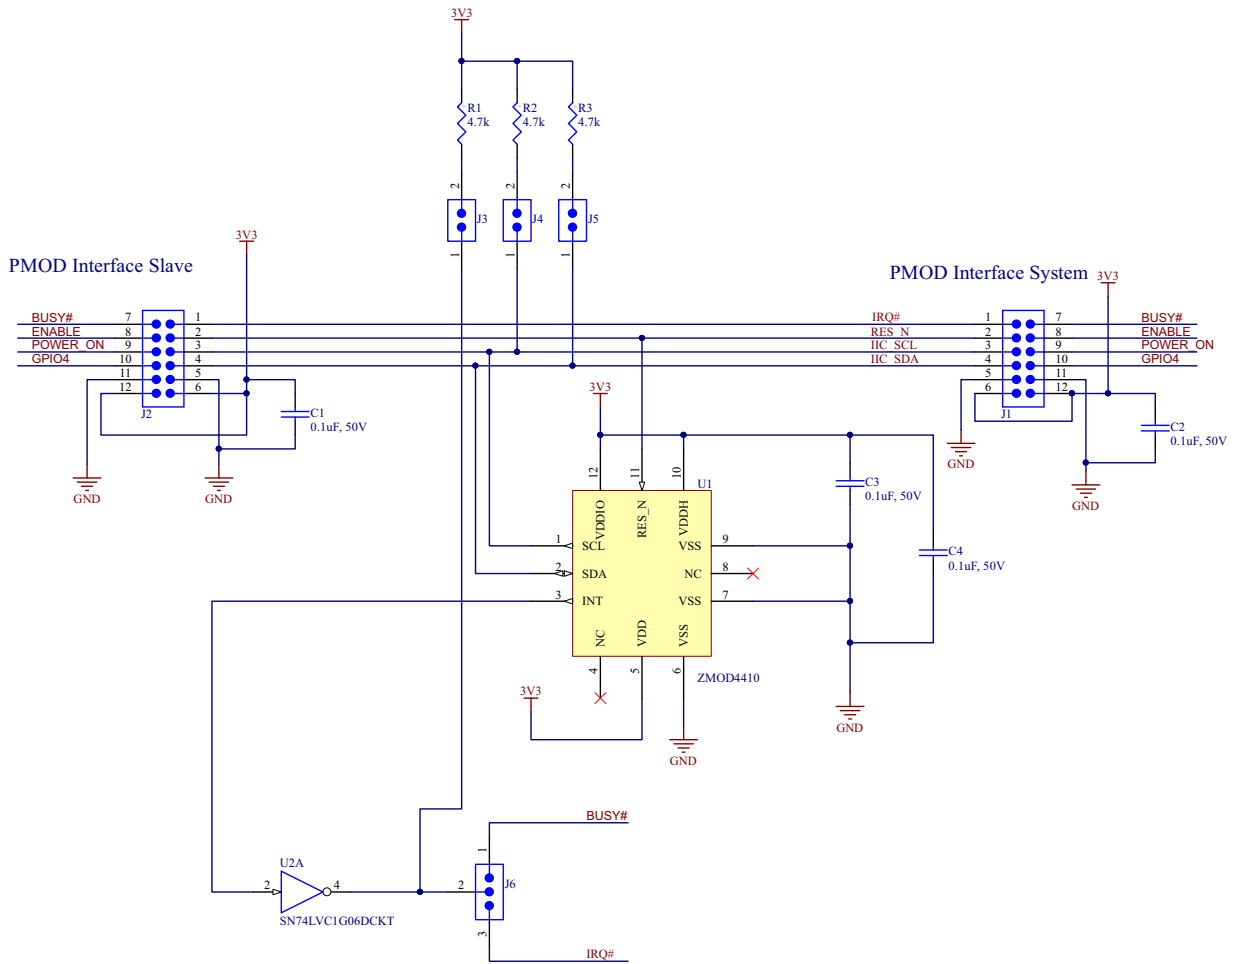 3V3
R1
4.7k
R2
4.7k
R3
4.7k
2
2
2
J3
J4
J5
1
1
1
PMOD Interface Slave
3V3
BUSY#
ENABLE
POWER_ON
GPIO4
7
8
9
10
11
12
1
2
3
4
5
6
J2
C1
0.1uF, 50V
GND
GND
PMOD Interface System
3V3
IRQ#
RES_N
IIC_SCL
IIC_SDA
1
2
3
4
5
6
7
8
9
10
11
12
J1
BUSY#
ENABLE
POWER_ON
GPIO4
C2
0.1uF, 50V
GND
GND
3V3
12
11
10
U1
VDDIO
RES_N
VDDH
1
SCL
2
SDA
3
INT
VSS
9
NC
8
VSS
7
NC
VDD
VSS
4
5
6
ZMOD4410
C3
0.1uF, 50V
C4
0.1uF, 50V
3V3
GND
GND
U2A
2
4
SN74LVC1G06DCKT
BUSY#
1
2
J6
3
IRQ#